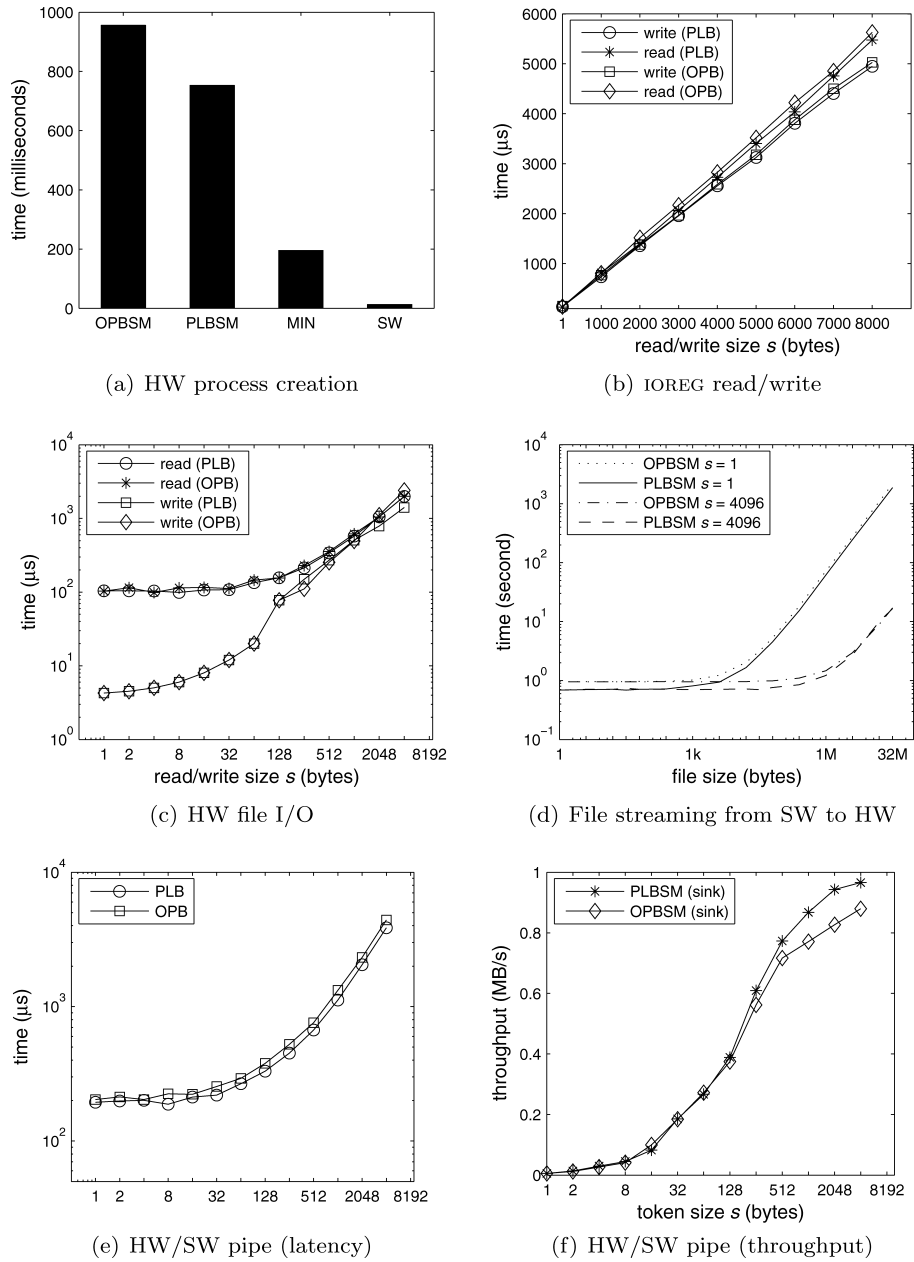 1000
800
600
400
200
0
time (milliseconds)
OPBSM PLBSM MIN SW
(a) HW process creation
6000
5000
4000
3000
2000
1000
time (μs)
write (PLB)
read (PLB)
write (OPB)
read (OPB)
1 1000 2000 3000 4000 5000 6000 7000 8000
read/write size s (bytes)
(b) IOREG read/write
10^4
10^3
10^2
10^1
10^0
time (μs)
read (PLB)
read (OPB)
write (PLB)
write (OPB)
1 2 8 32 128 512 2048 8192
read/write size s (bytes)
(c) HW file I/O
10^4
10^3
10^2
10^1
10^0
10^-1
time (second)
OPBSM s = 1
PLBSM s = 1
OPBSM s = 4096
PLBSM s = 4096
1 1k 1M 32M
file size (bytes)
(d) File streaming from SW to HW
10^4
10^3
10^2
time (μs)
PLB
OPB
1 2 8 32 128 512 2048 8192
(e) HW/SW pipe (latency)
1
0.8
0.6
0.4
0.2
0
throughput (MB/s)
PLBSM (sink)
OPBSM (sink)
1 2 8 32 128 512 2048 8192
token size s (bytes)
(f) HW/SW pipe (throughput)